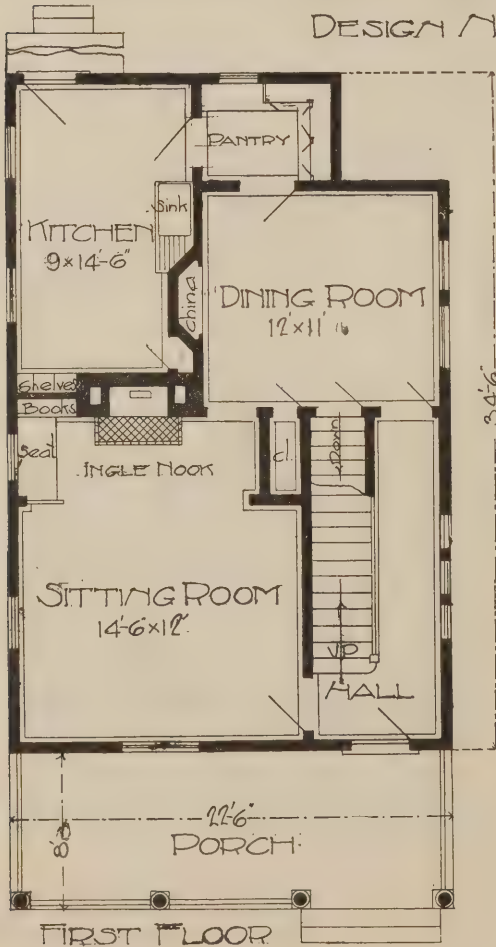 DESIGN N
PANTRY
Sink
KITCHEN
9×14'-6"
China
DINING ROOM
12'×11'
34'-6"
Shelves
Books
Seat
INGLE NOOK
cl.
Down
SITTING ROOM
14'-6×12'
UP
HALL
22'-6"
8'0"
PORCH
FIRST FLOOR